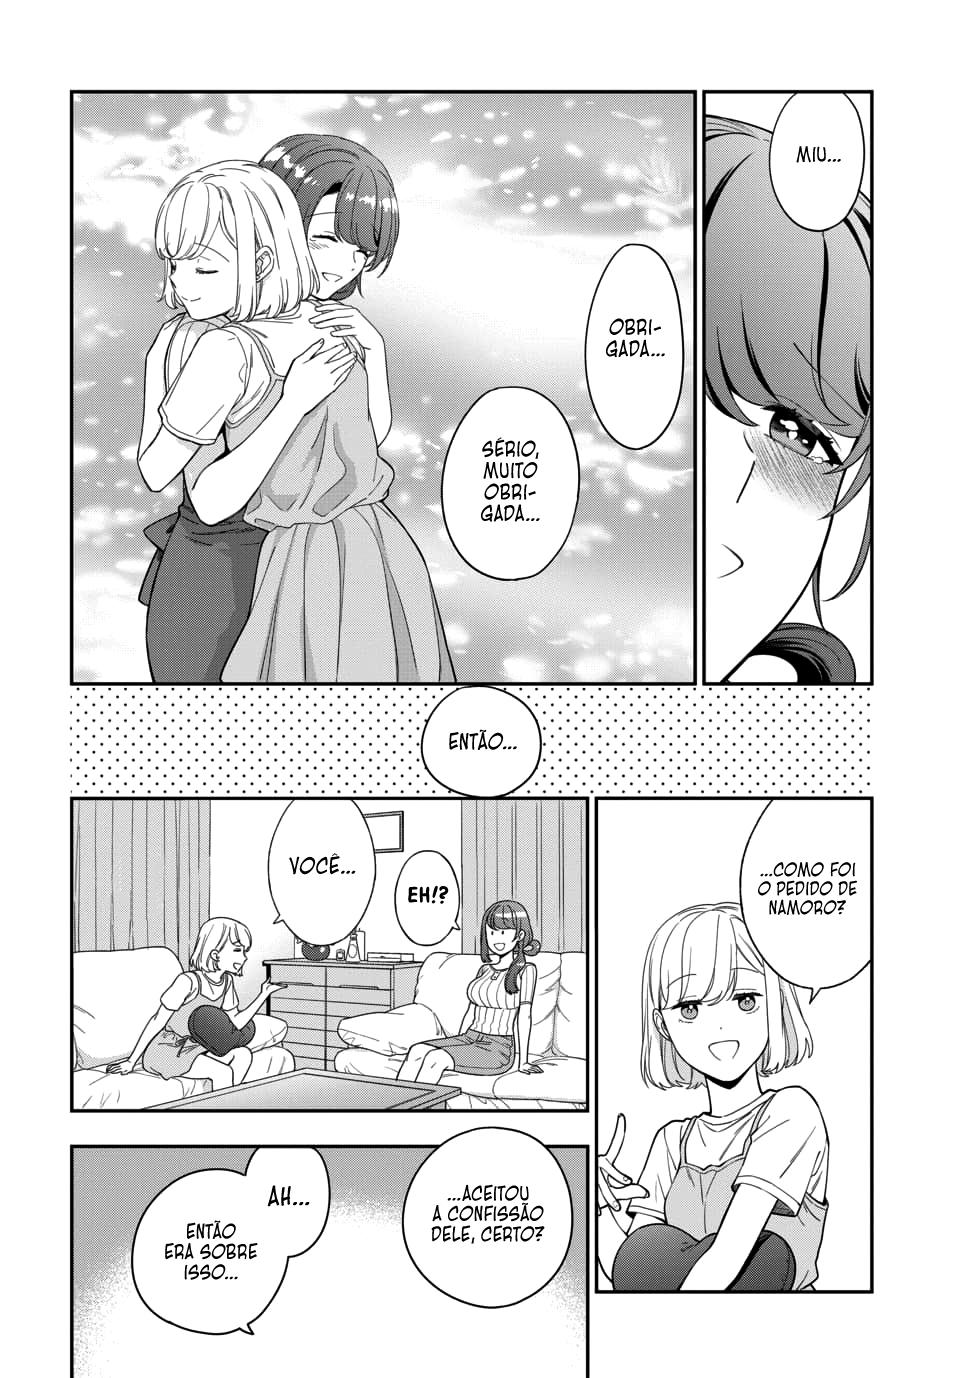 MIU...
OBRI-
GADA...
SÉRIO,
MUITO
OBRI-
GADA...
ENTÃO...
...COMO FOI
O PEDIDO DE
NAMORO?
EH!?
VOCÊ...
...ACEITOU
A CONFISSÃO
DELE, CERTO?
AH...
ENTÃO
ERA SOBRE
ISSO...